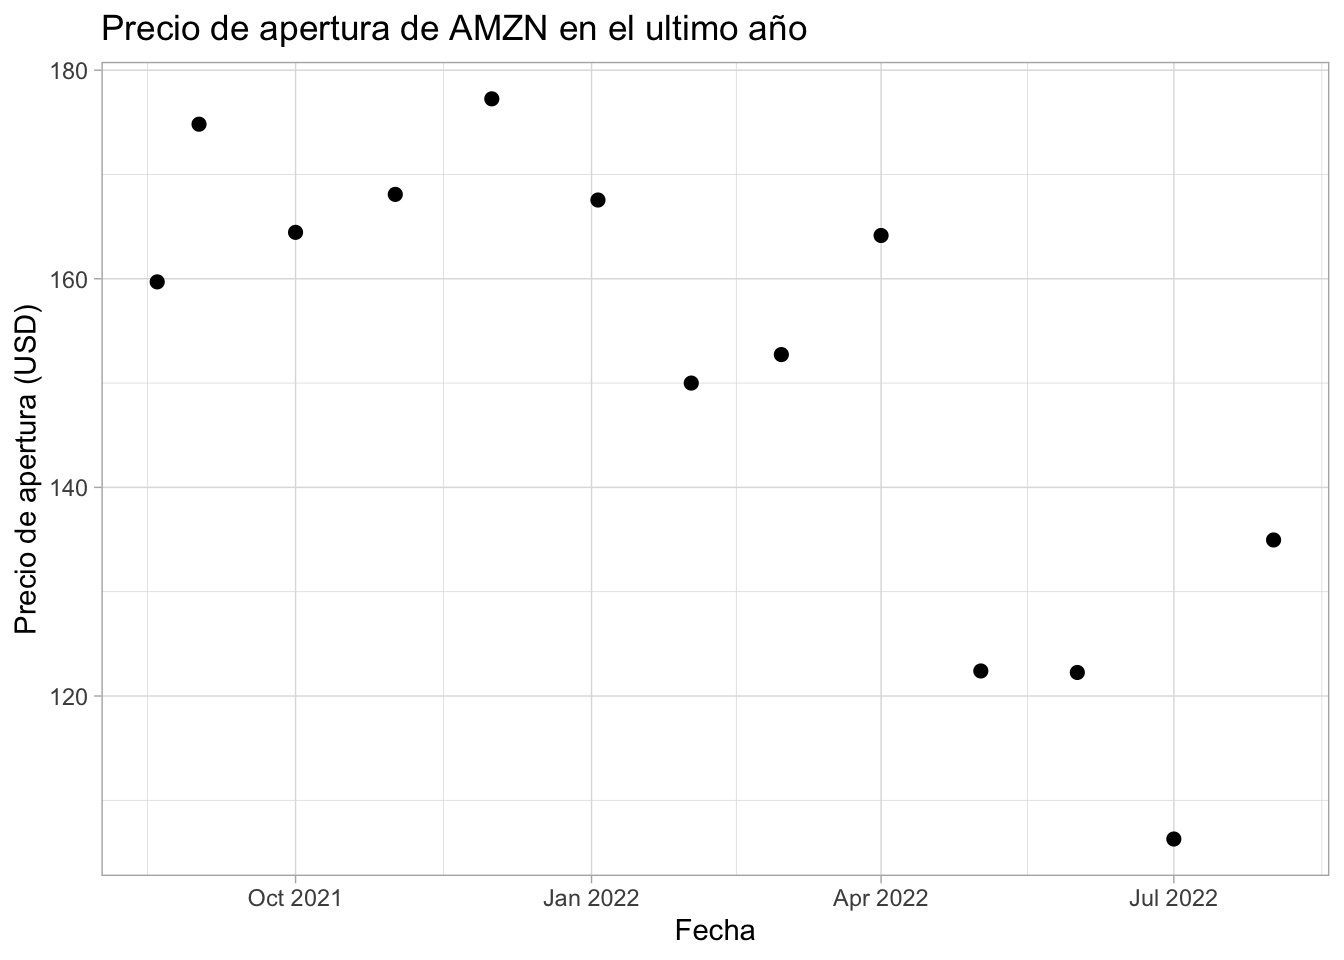 Precio de apertura de AMZN en el ultimo año
180
160
140
120
Precio de apertura (USD)
Oct 2021
Jan 2022
Apr 2022
Jul 2022
Fecha